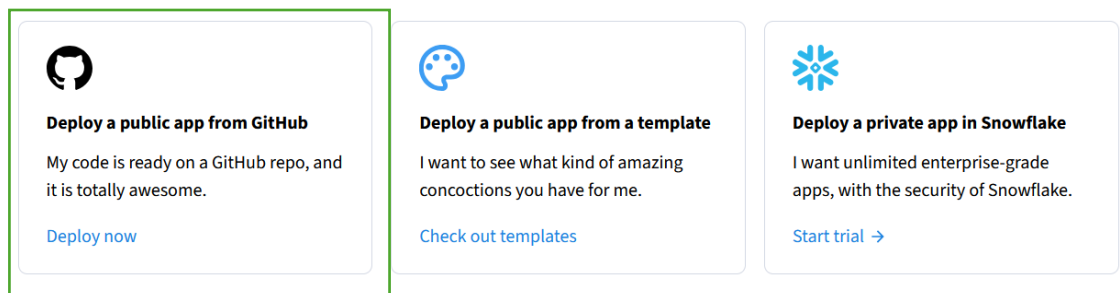 Deploy a public app from GitHub
My code is ready on a GitHub repo, and
it is totally awesome.
Deploy now
Deploy a public app from a template
I want to see what kind of amazing
concoctions you have for me.
Check out templates
Deploy a private app in Snowflake
I want unlimited enterprise-grade
apps, with the security of Snowflake.
Start trial →